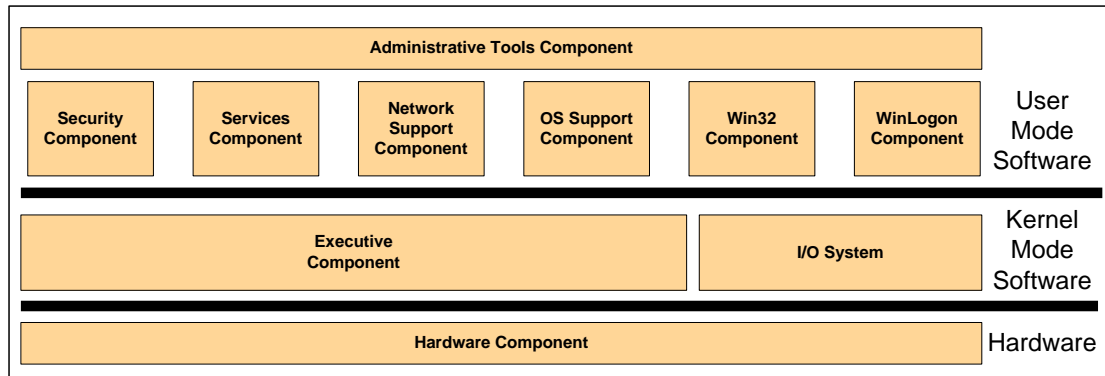 Administrative Tools Component
Security
Component
Services
Component
Network
Support
Component
OS Support
Component
Win32
Component
WinLogon
Component
User
Mode
Software
Executive
Component
I/O System
Kernel
Mode
Software
Hardware Component
Hardware